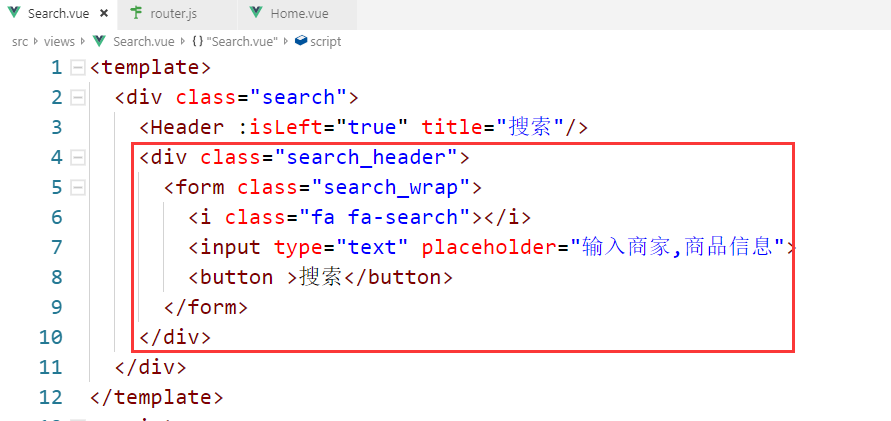 Search.vue × router.js Home.vue
src views Search.vue {} "Search.vue" script
1 <template>
2 <div class="search">
3 <Header :isLeft="true" title="搜索"/>
4 <div class="search_header">
5 <form class="search_wrap">
6 <i class="fa fa-search"></i>
7 <input type="text" placeholder="输入商家,商品信息">
8 <button >搜索</button>
9 </form>
10 </div>
11 </div>
12 </template>